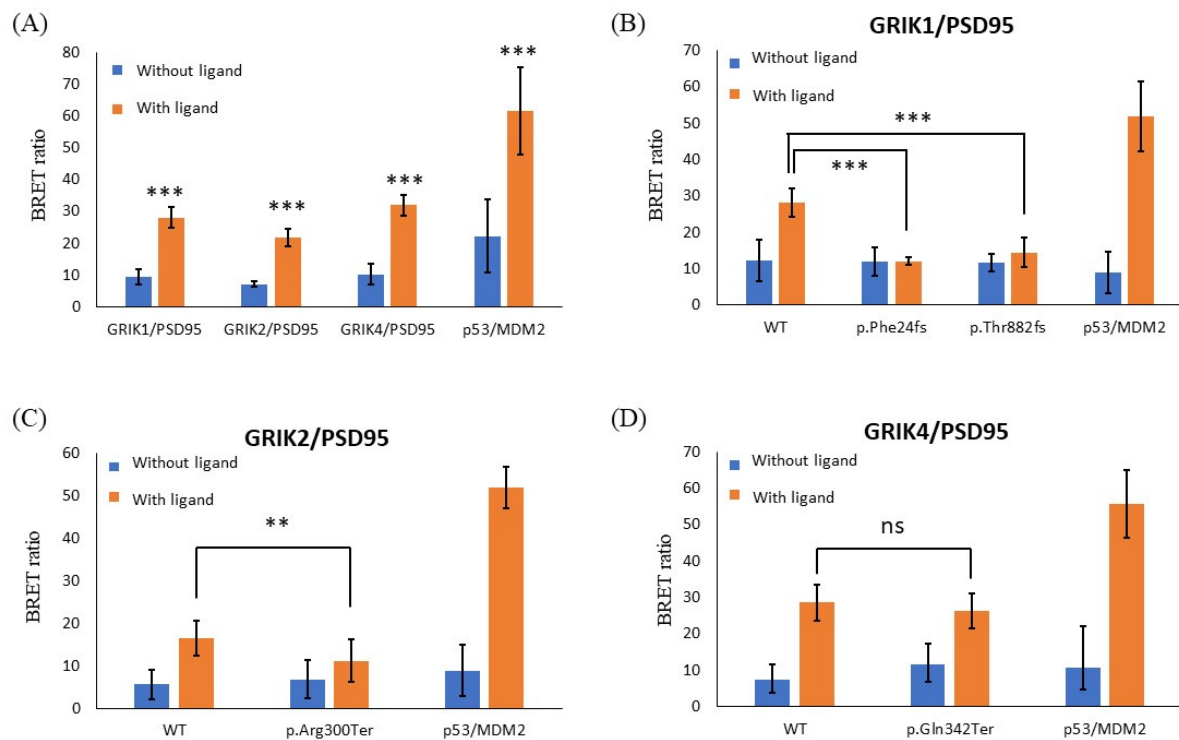 (A)
80
70
60
50
40
30
20
10
0
BRET ratio
Without ligand
With ligand
***
***
***
***
GRIK1/PSD95 GRIK2/PSD95 GRIK4/PSD95 p53/MDM2
(B)
GRIK1/PSD95
70
60
50
40
30
20
10
0
BRET ratio
Without ligand
With ligand
***
***
WT p.Phe24fs p.Thr882fs p53/MDM2
(C)
GRIK2/PSD95
60
50
40
30
20
10
0
BRET ratio
Without ligand
With ligand
**
WT p.Arg300Ter p53/MDM2
(D)
GRIK4/PSD95
70
60
50
40
30
20
10
0
BRET ratio
Without ligand
With ligand
ns
WT p.Gln342Ter p53/MDM2